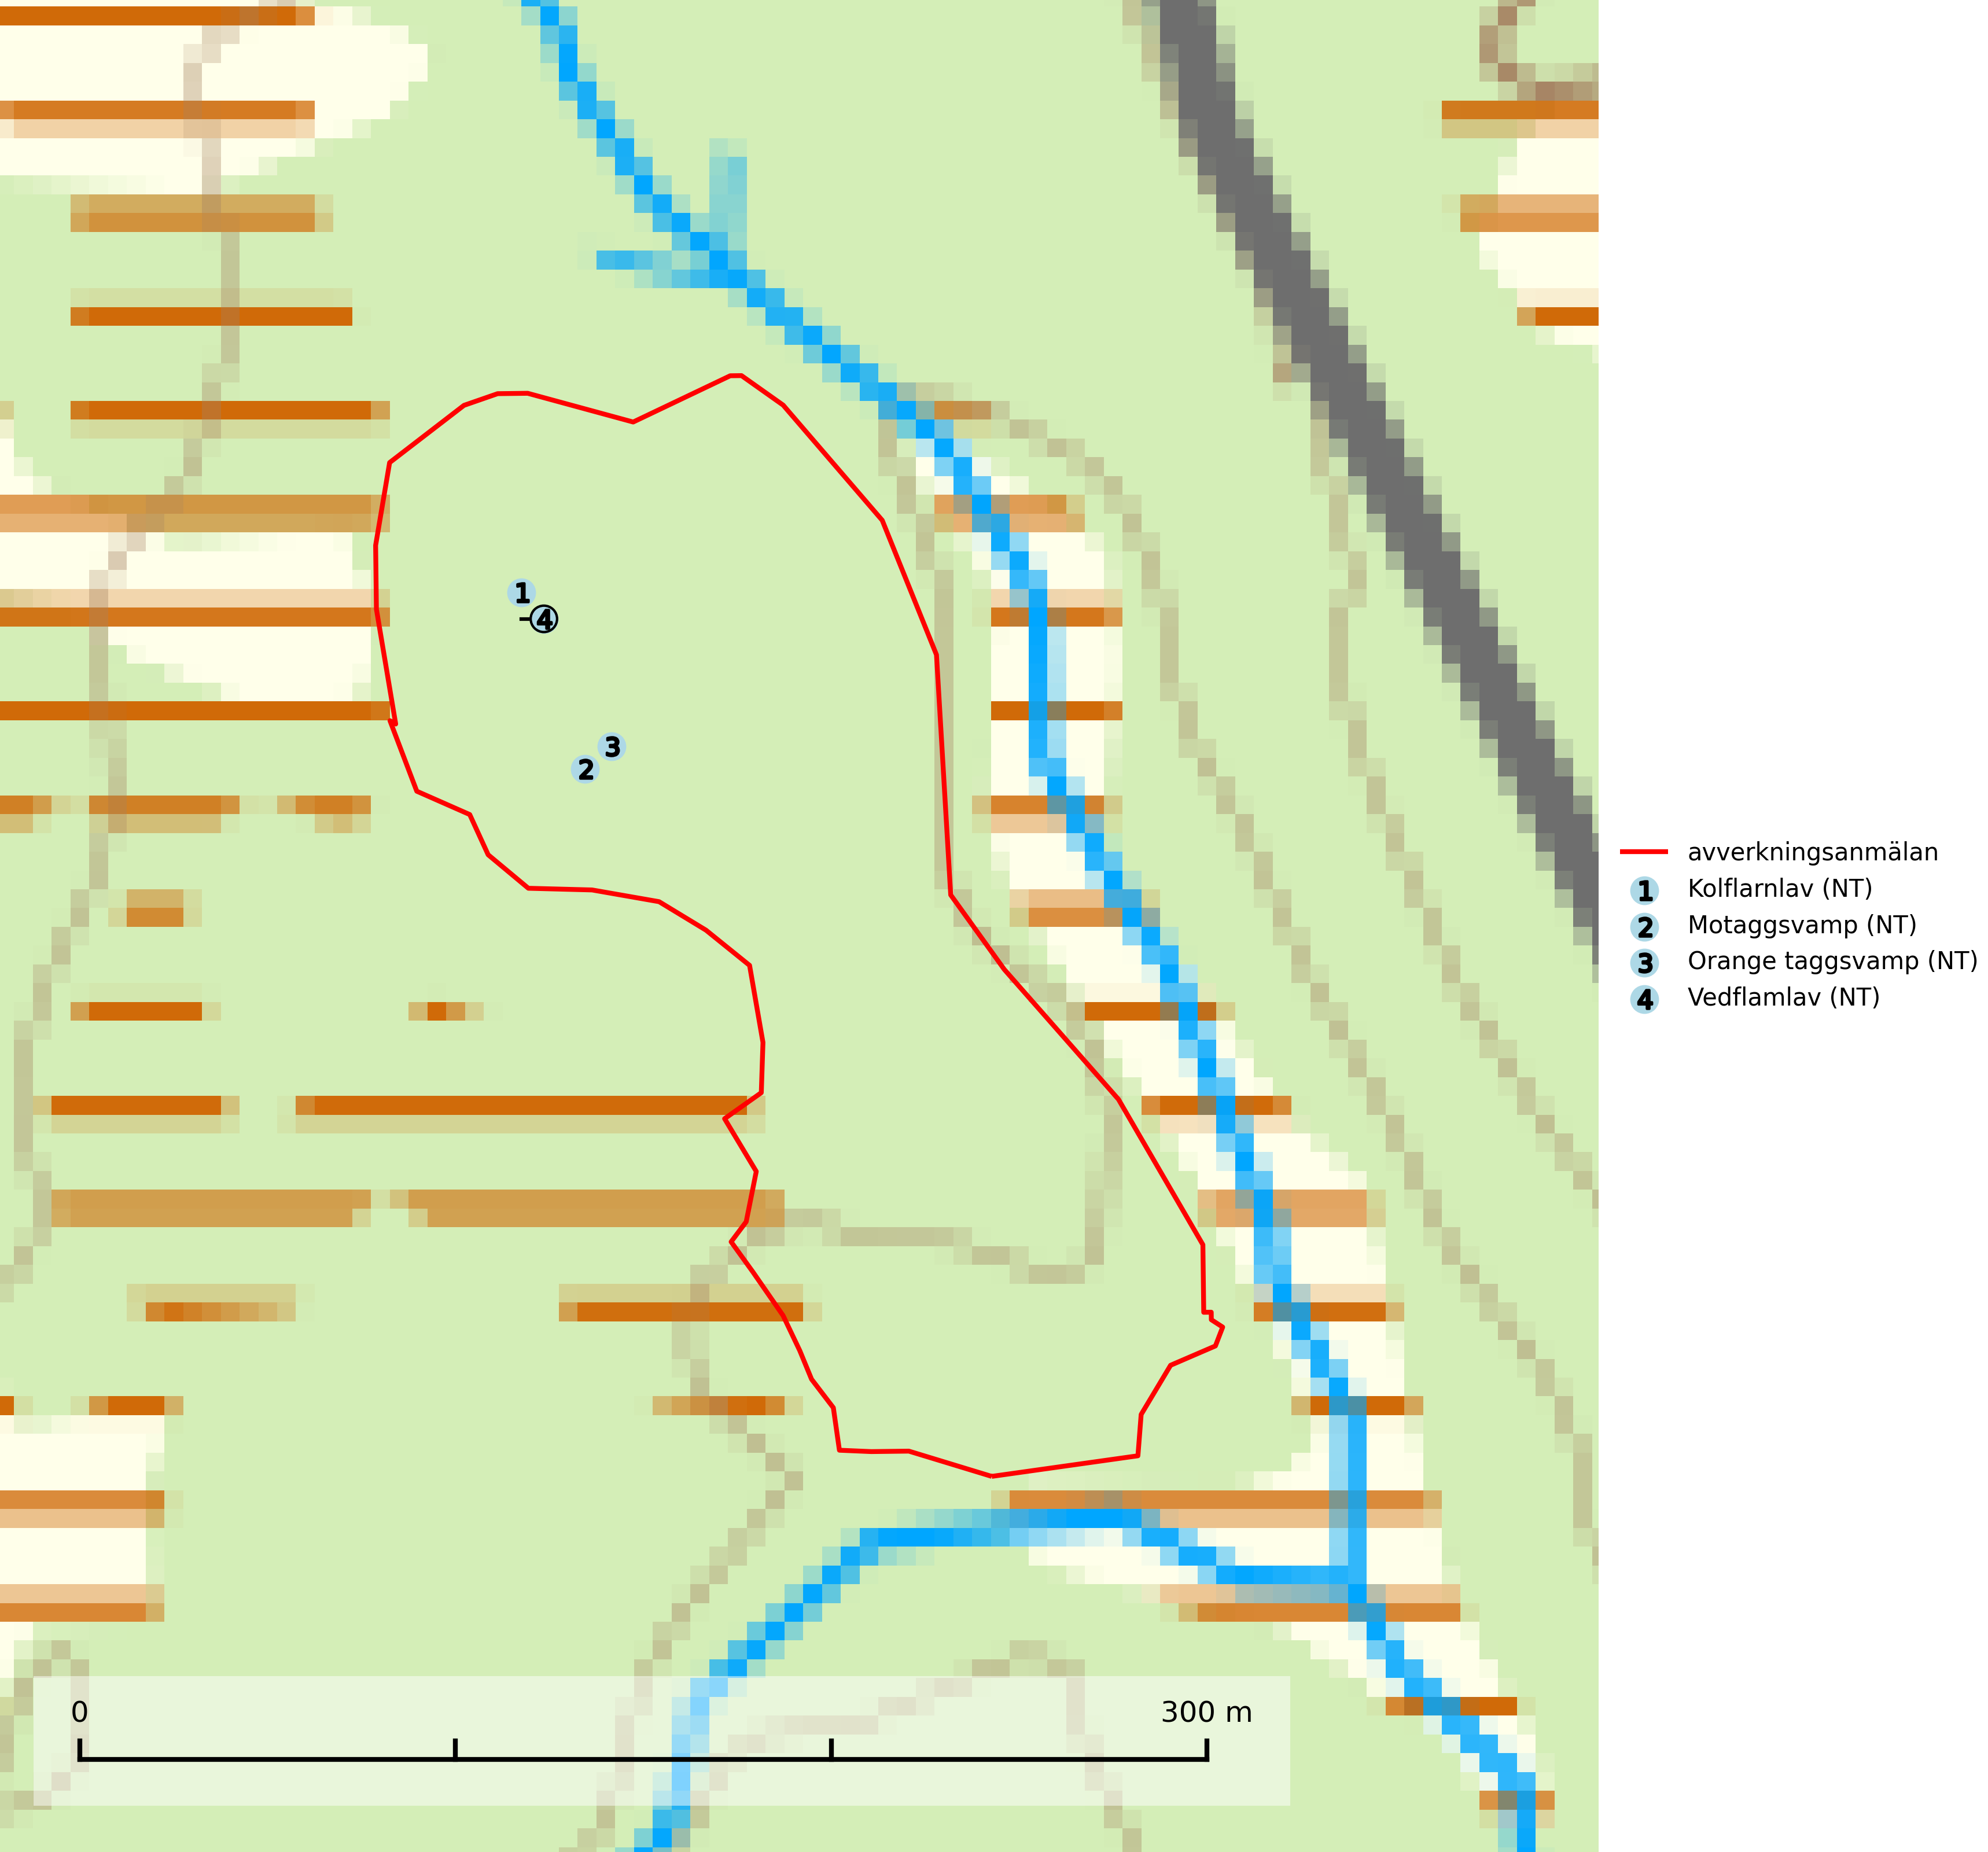 1
4
3
2
avverkningsanmälan
1 Kolflarnlav (NT)
2 Motaggsvamp (NT)
3 Orange taggsvamp (NT)
4 Vedflamlav (NT)
0 300 m